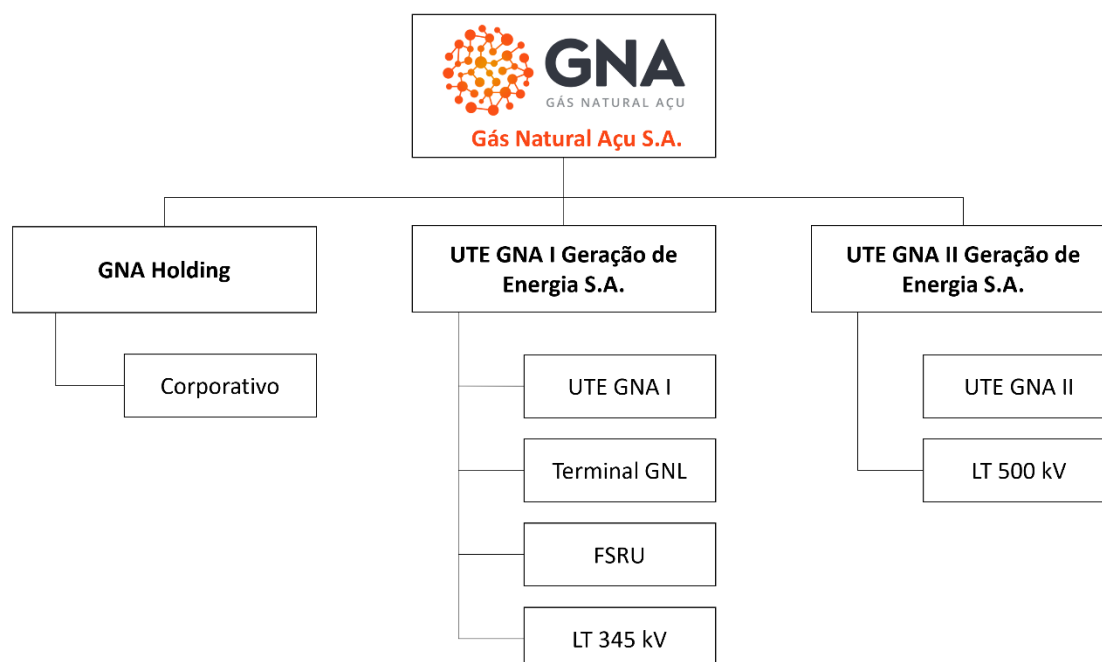 GNA
GÁS NATURAL AÇU
Gás Natural Açu S.A.
GNA Holding
Corporativo
UTE GNA I Geração de
Energia S.A.
UTE GNA I
Terminal GNL
FSRU
LT 345 kV
UTE GNA II Geração de
Energia S.A.
UTE GNA II
LT 500 kV